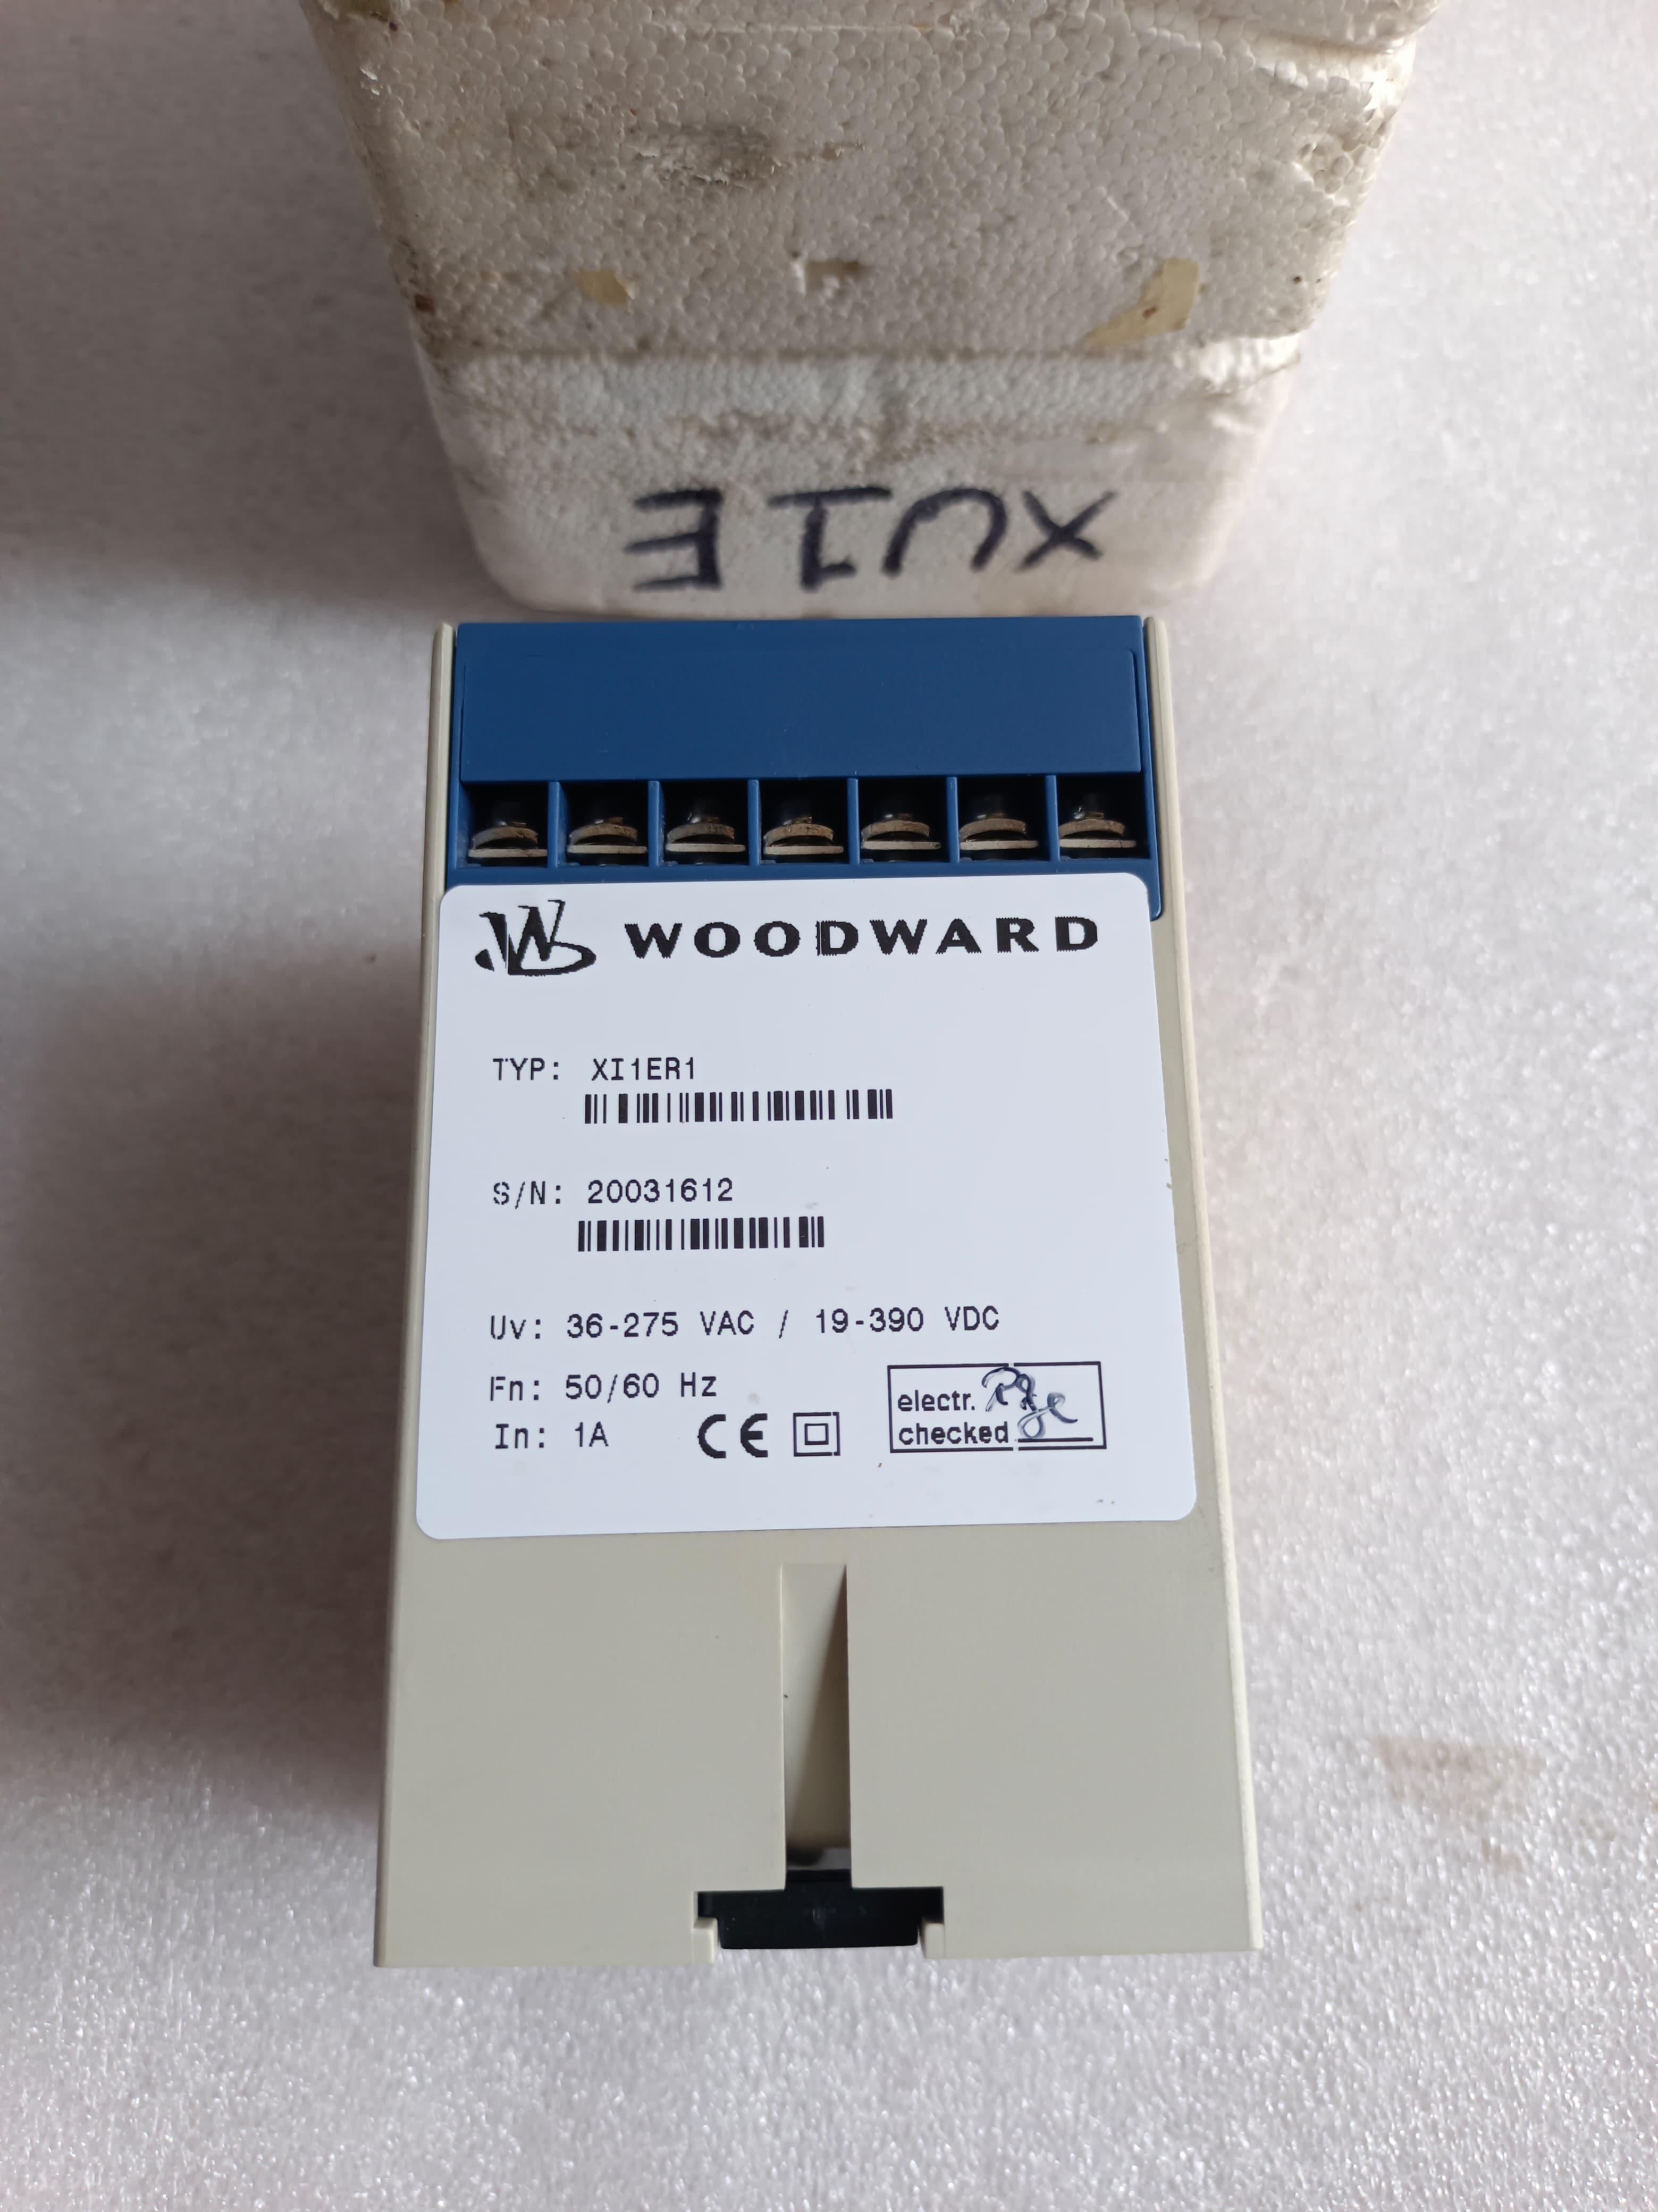 XU1E
WOODWARD
TYP: XI1ER1
S/N: 20031612
Uv: 36-275 VAC / 19-390 VDC
Fn: 50/60 Hz
In: 1A
CE
electr.
checked